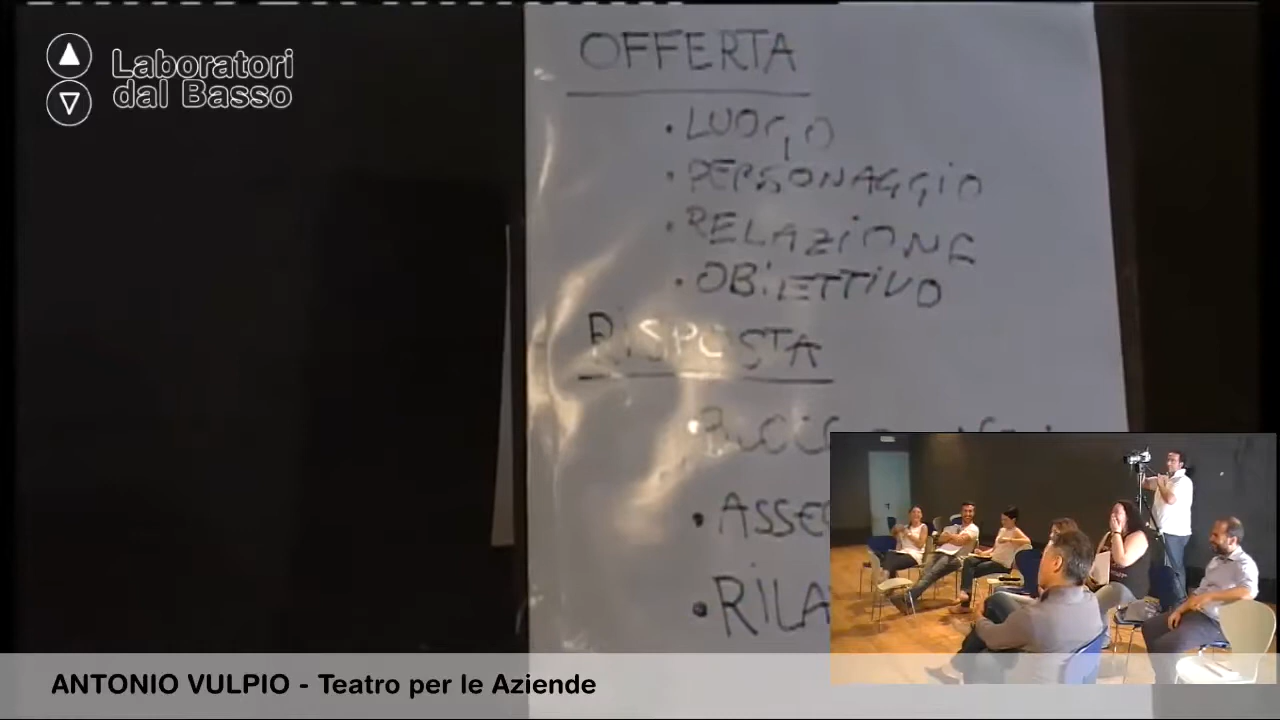 Laboratori
dal Basso
OFFERTA
• LUOGO
• PERSONAGGIO
• RELAZIONE
• OBiETTiVO
RiSPOSTA
ANTONIO VULPIO - Teatro per le Aziende